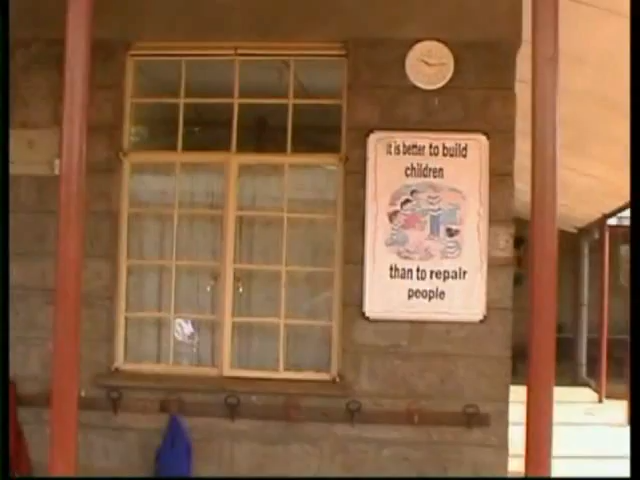 it is better to build
children
than to repair
people